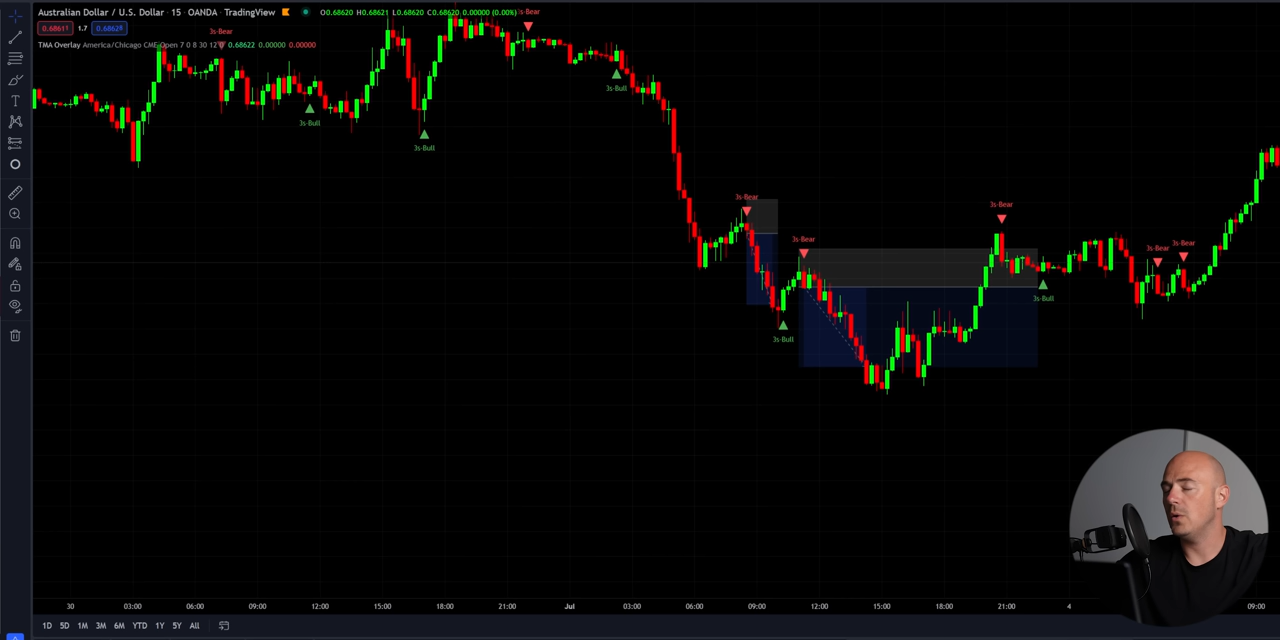 Australian Dollar / U.S. Dollar · 15 · OANDA · TradingView
O0.68620 H0.68621 L0.68620 C0.68620 0.00000 (0.00%)
3s-Bear
0.68611
1.7
0.68629
3s-Bear
TMA Overlay America/Chicago CME Open 7 0 8 30 12 0.68622 0.00000 0.00000
3s-Bull
3s-Bull
3s-Bull
3s-Bear
3s-Bear
3s-Bull
3s-Bear
3s-Bull
3s-Bear
3s-Bear
30 03:00 06:00 09:00 12:00 15:00 18:00 21:00 Jul 03:00 06:00 09:00 12:00 15:00 18:00 21:00 4 09:00
1D 5D 1M 3M 6M YTD 1Y 5Y All